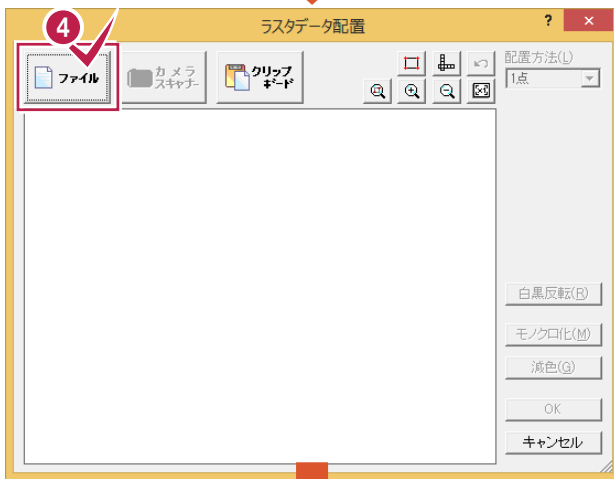 4
ラスタデータ配置
?
×
ファイル
カメラ
スキャナー
クリップ
ボード
配置方法(L)
1点
白黒反転(R)
モノクロ化(M)
減色(G)
OK
キャンセル